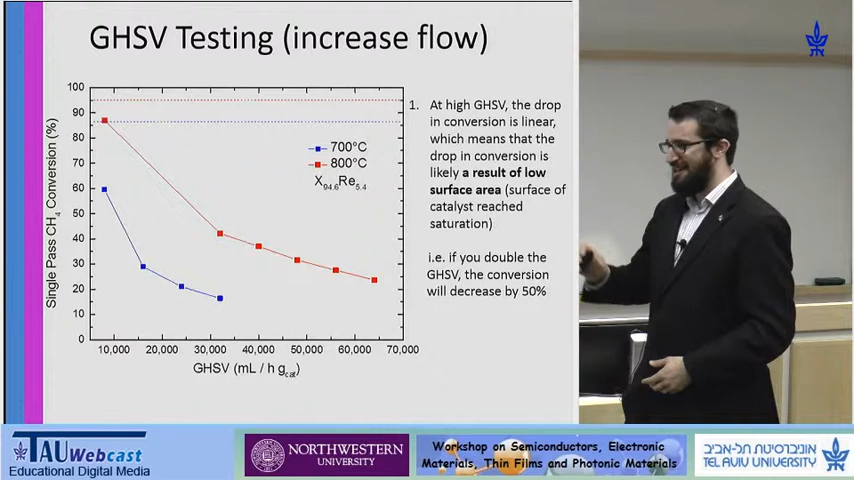 GHSV Testing (increase flow)
100
90
80
70
60
50
40
30
20
10
0
Single Pass CH4 Conversion (%)
700°C
800°C
X94.6Re5.4
10,000 20,000 30,000 40,000 50,000 60,000 70,000
GHSV (mL / h gcat)
1. At high GHSV, the drop
in conversion is linear,
which means that the
drop in conversion is
likely a result of low
surface area (surface of
catalyst reached
saturation)
i.e. if you double the
GHSV, the conversion
will decrease by 50%
TAU Webcast
Educational Digital Media
NORTHWESTERN
UNIVERSITY
Workshop on Semiconductors, Electronic
Materials, Thin Films and Photonic Materials
אוניברסיטת תל-אביב
TEL AVIV UNIVERSITY